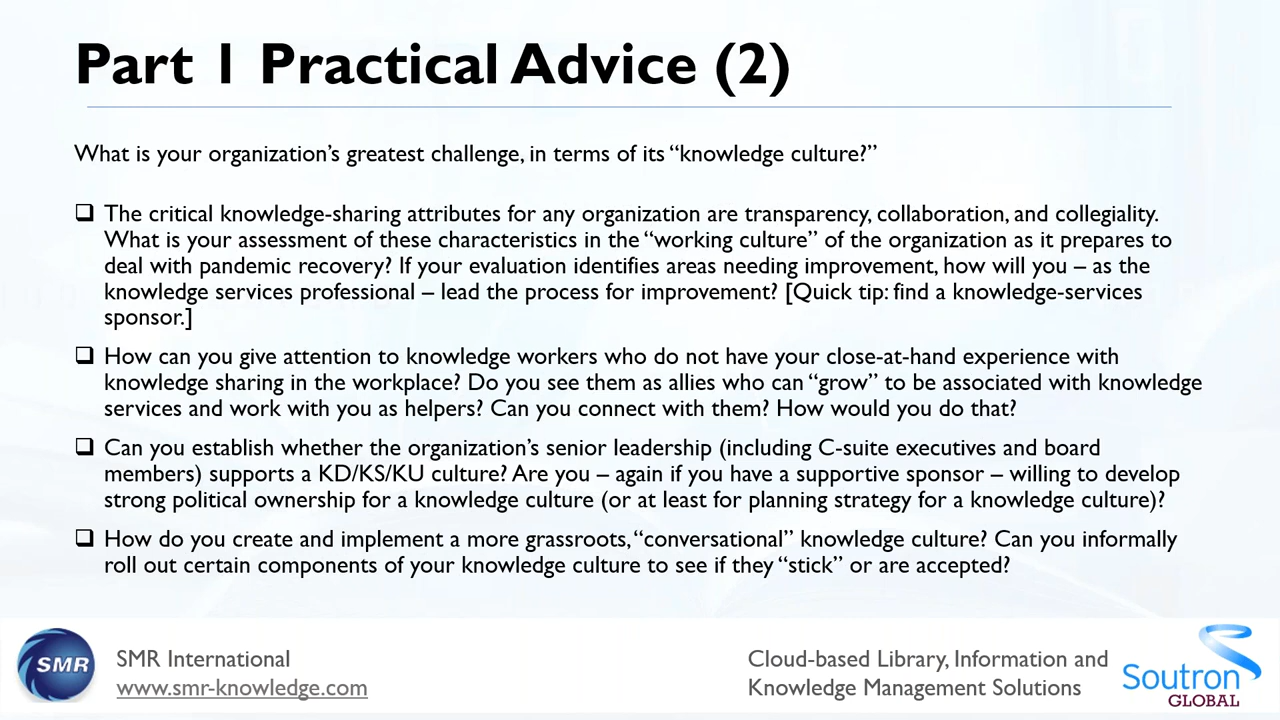 Part 1 Practical Advice (2)
What is your organization’s greatest challenge, in terms of its “knowledge culture?”
❑ The critical knowledge-sharing attributes for any organization are transparency, collaboration, and collegiality.
What is your assessment of these characteristics in the “working culture” of the organization as it prepares to
deal with pandemic recovery? If your evaluation identifies areas needing improvement, how will you – as the
knowledge services professional – lead the process for improvement? [Quick tip: find a knowledge-services
sponsor.]
❑ How can you give attention to knowledge workers who do not have your close-at-hand experience with
knowledge sharing in the workplace? Do you see them as allies who can “grow” to be associated with knowledge
services and work with you as helpers? Can you connect with them? How would you do that?
❑ Can you establish whether the organization’s senior leadership (including C-suite executives and board
members) supports a KD/KS/KU culture? Are you – again if you have a supportive sponsor – willing to develop
strong political ownership for a knowledge culture (or at least for planning strategy for a knowledge culture)?
❑ How do you create and implement a more grassroots, “conversational” knowledge culture? Can you informally
roll out certain components of your knowledge culture to see if they “stick” or are accepted?
SMR
SMR International
www.smr-knowledge.com
Cloud-based Library, Information and
Knowledge Management Solutions
Soutron
GLOBAL